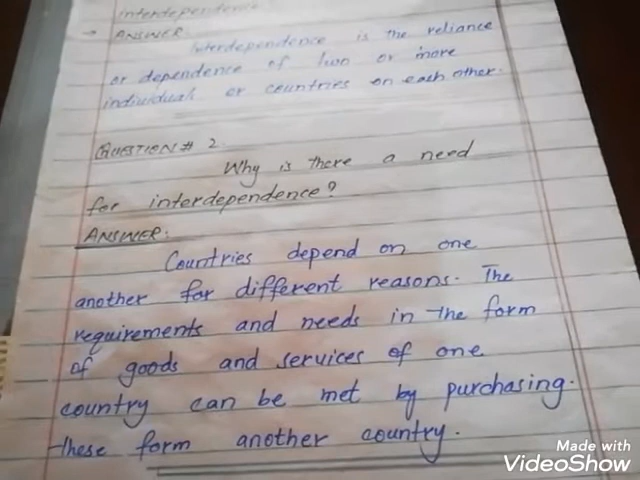 Interdependence
→ ANSWER
Interdependence is the reliance
or dependence of two or more
individuals or countries on each other.
QUESTION # 2.
Why is there a need
for interdependence?
ANSWER:
Countries depend on one
another for different reasons. The
requirements and needs in the form
of goods and services of one
country can be met by purchasing.
these form another country.
Made with
VideoShow